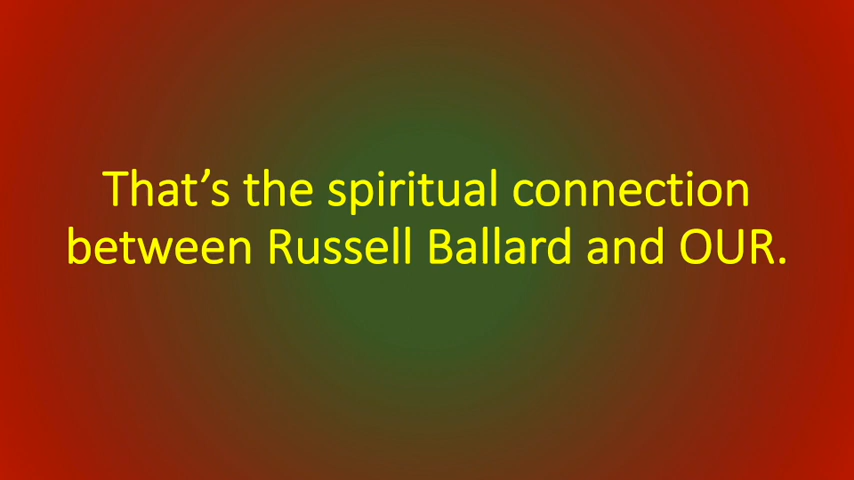 That’s the spiritual connection
between Russell Ballard and OUR.